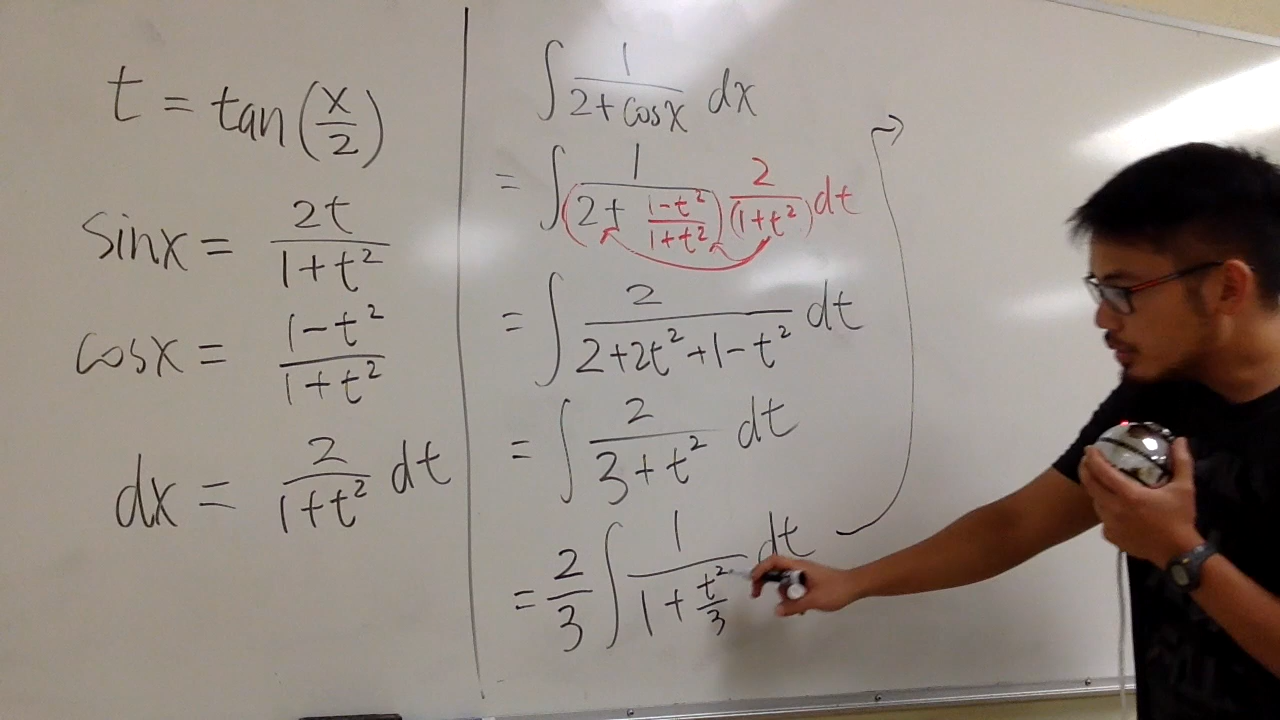 t = tan(x/2)
sinx = 2t/(1+t²)
cosx = (1-t²)/(1+t²)
dx = 2/(1+t²) dt
∫ 1/(2+cosx) dx
= ∫ 1/(2+ (1-t²)/(1+t²)) 2/(1+t²) dt
= ∫ 2/(2+2t²+1-t²) dt
= ∫ 2/(3+t²) dt
= 2/3 ∫ 1/(1+t²/3) dt